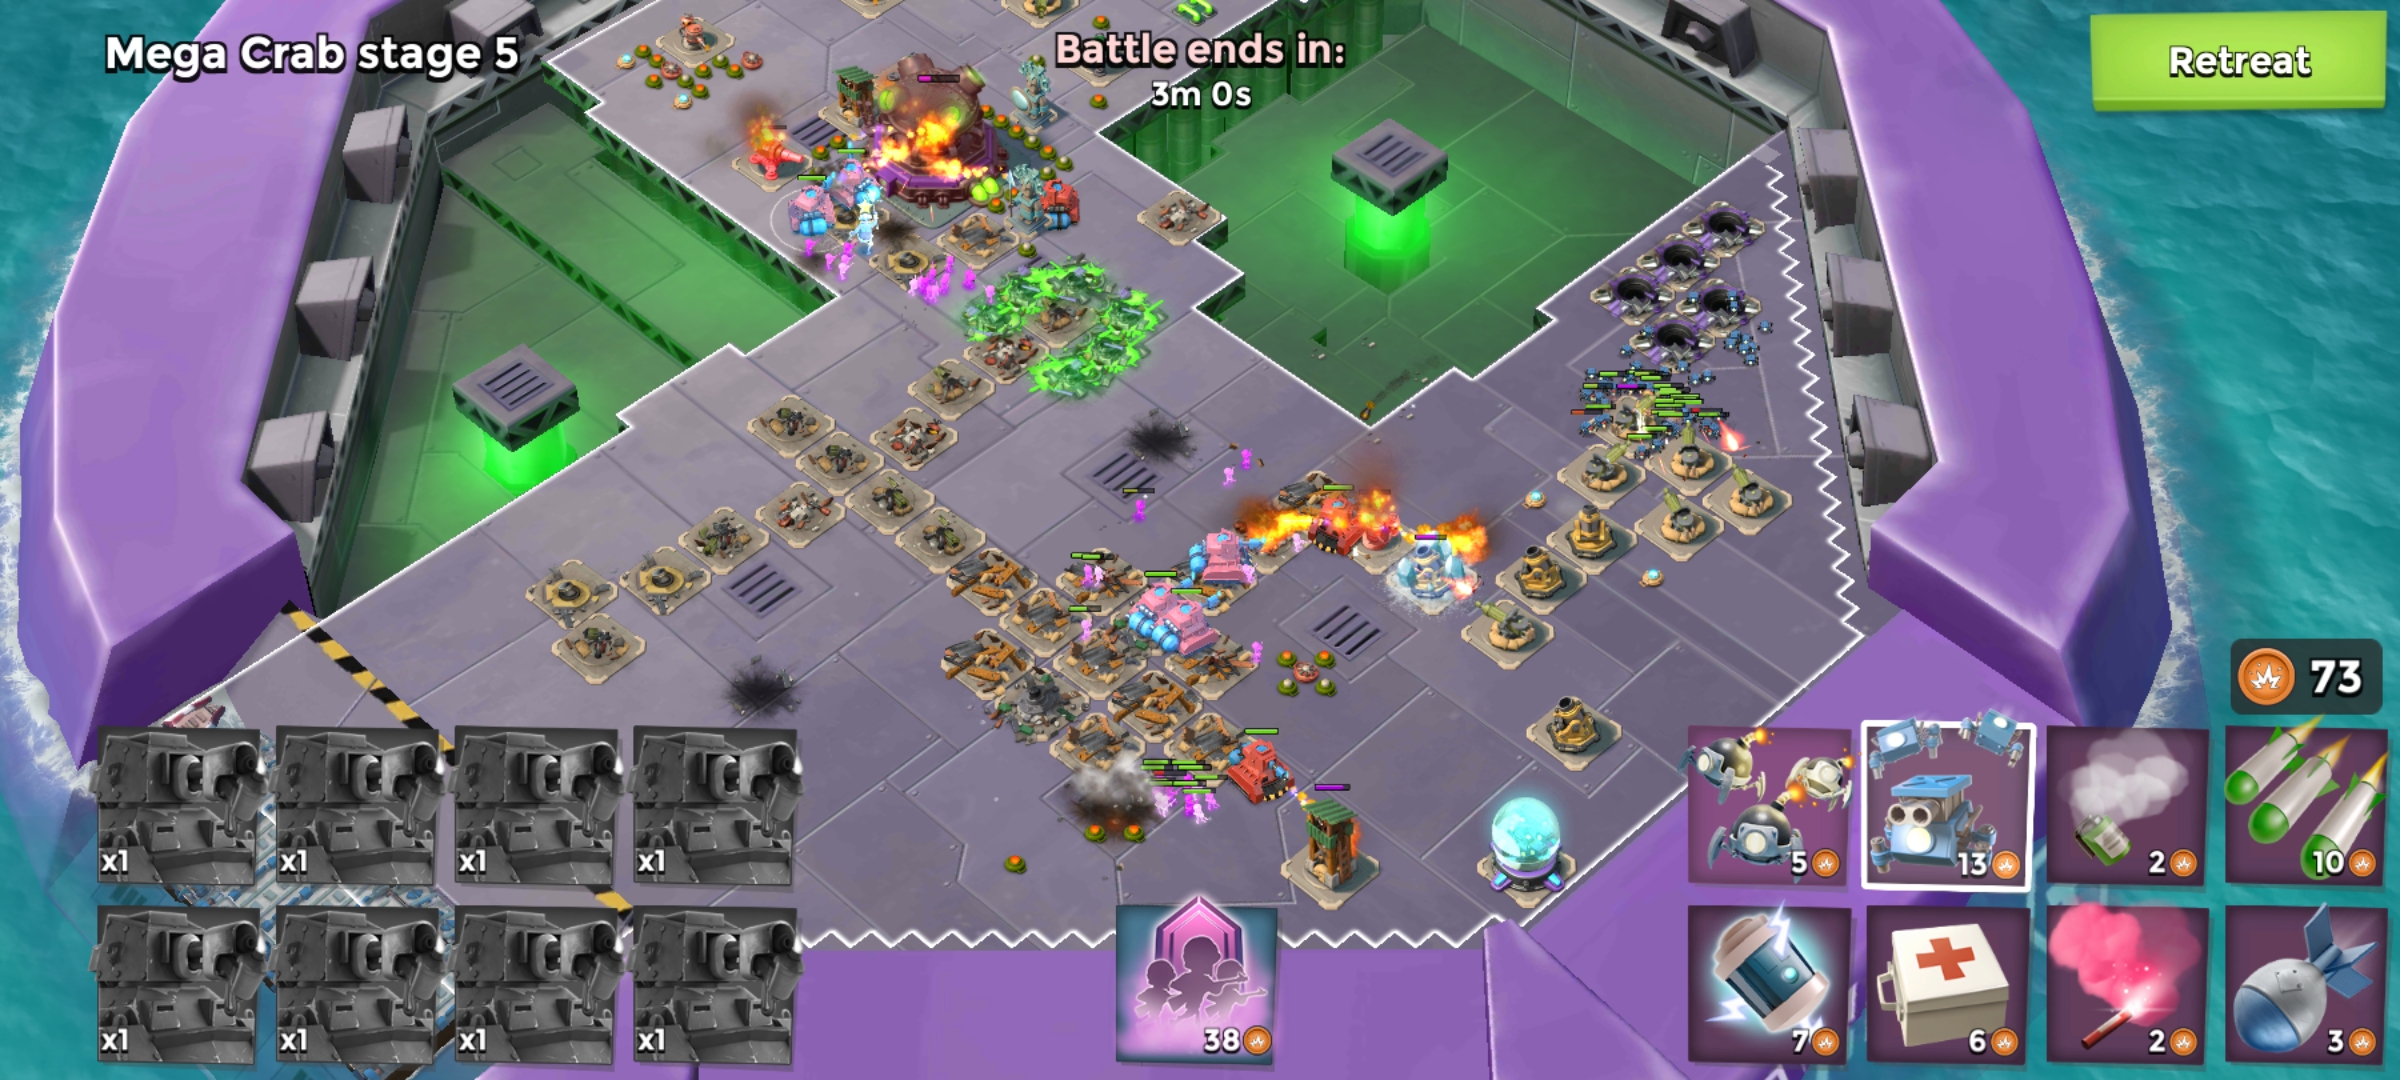 Mega Crab stage 5
Battle ends in:
3m 0s
Retreat
73
5
13
2
10
x1
x1
x1
x1
7
6
2
3
x1
x1
x1
x1
38